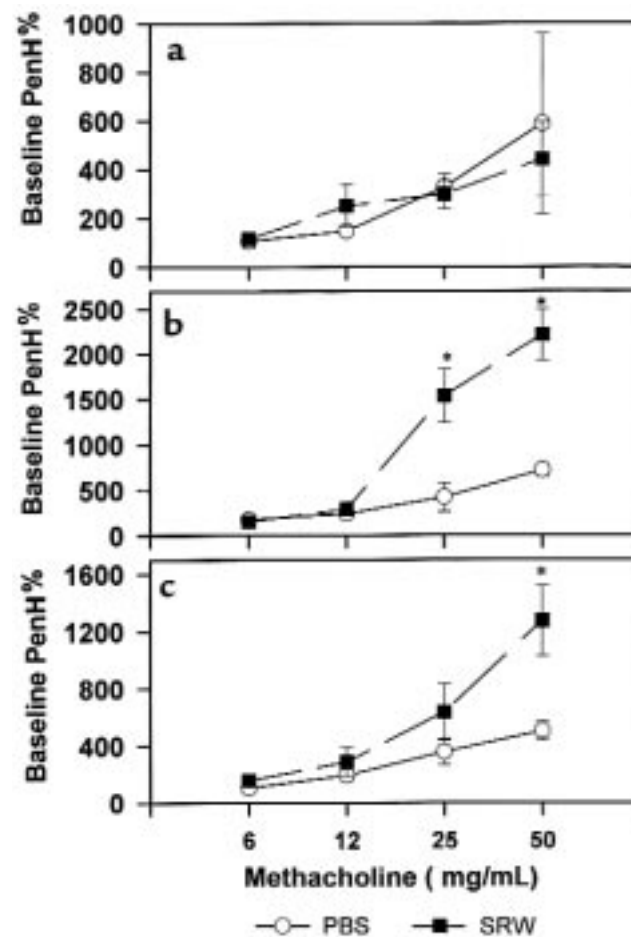 a
Baseline PenH%
1000
800
600
400
200
0
b
*
*
Baseline PenH%
2500
2000
1500
1000
500
0
c
*
Baseline PenH%
1600
1200
800
400
0
6 12 25 50
Methacholine ( mg/mL)
PBS SRW